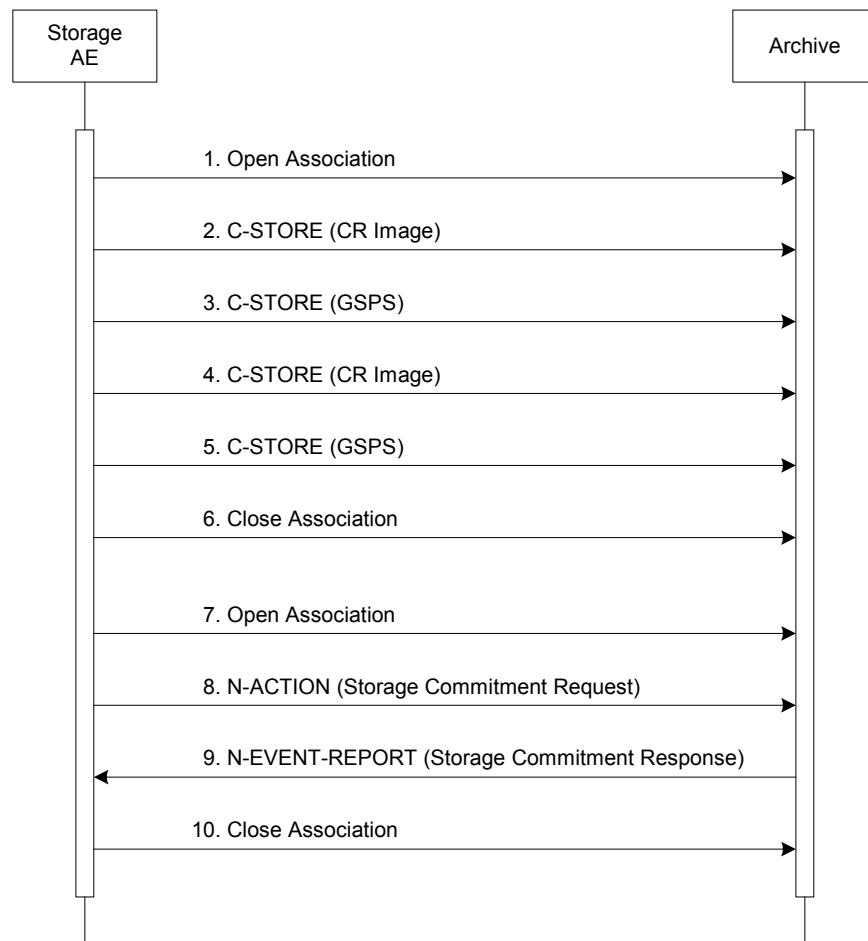 Storage
AE
Archive
1. Open Association
2. C-STORE (CR Image)
3. C-STORE (GSPS)
4. C-STORE (CR Image)
5. C-STORE (GSPS)
6. Close Association
7. Open Association
8. N-ACTION (Storage Commitment Request)
9. N-EVENT-REPORT (Storage Commitment Response)
10. Close Association